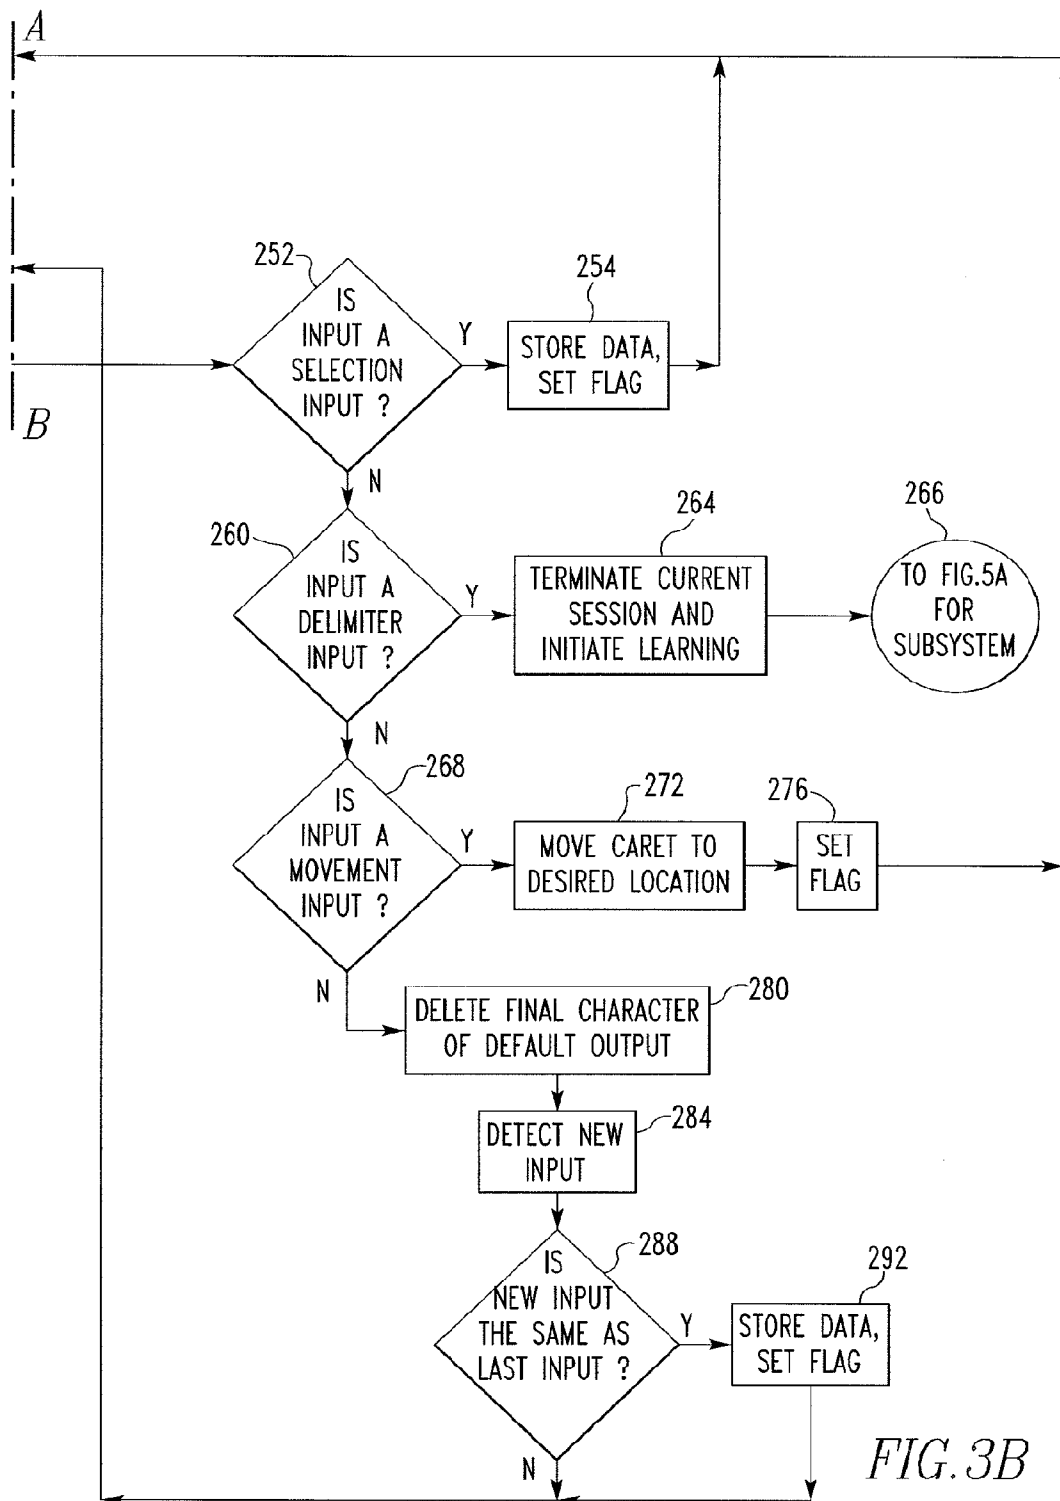 A
B
252
IS
INPUT A
SELECTION
INPUT ?
Y
254
STORE DATA,
SET FLAG
N
260
IS
INPUT A
DELIMITER
INPUT ?
Y
264
TERMINATE CURRENT
SESSION AND
INITIATE LEARNING
266
TO FIG.5A
FOR
SUBSYSTEM
N
268
IS
INPUT A
MOVEMENT
INPUT ?
Y
272
MOVE CARET TO
DESIRED LOCATION
276
SET
FLAG
N
280
DELETE FINAL CHARACTER
OF DEFAULT OUTPUT
284
DETECT NEW
INPUT
288
IS
NEW INPUT
THE SAME AS
LAST INPUT ?
Y
292
STORE DATA,
SET FLAG
N
FIG.3B